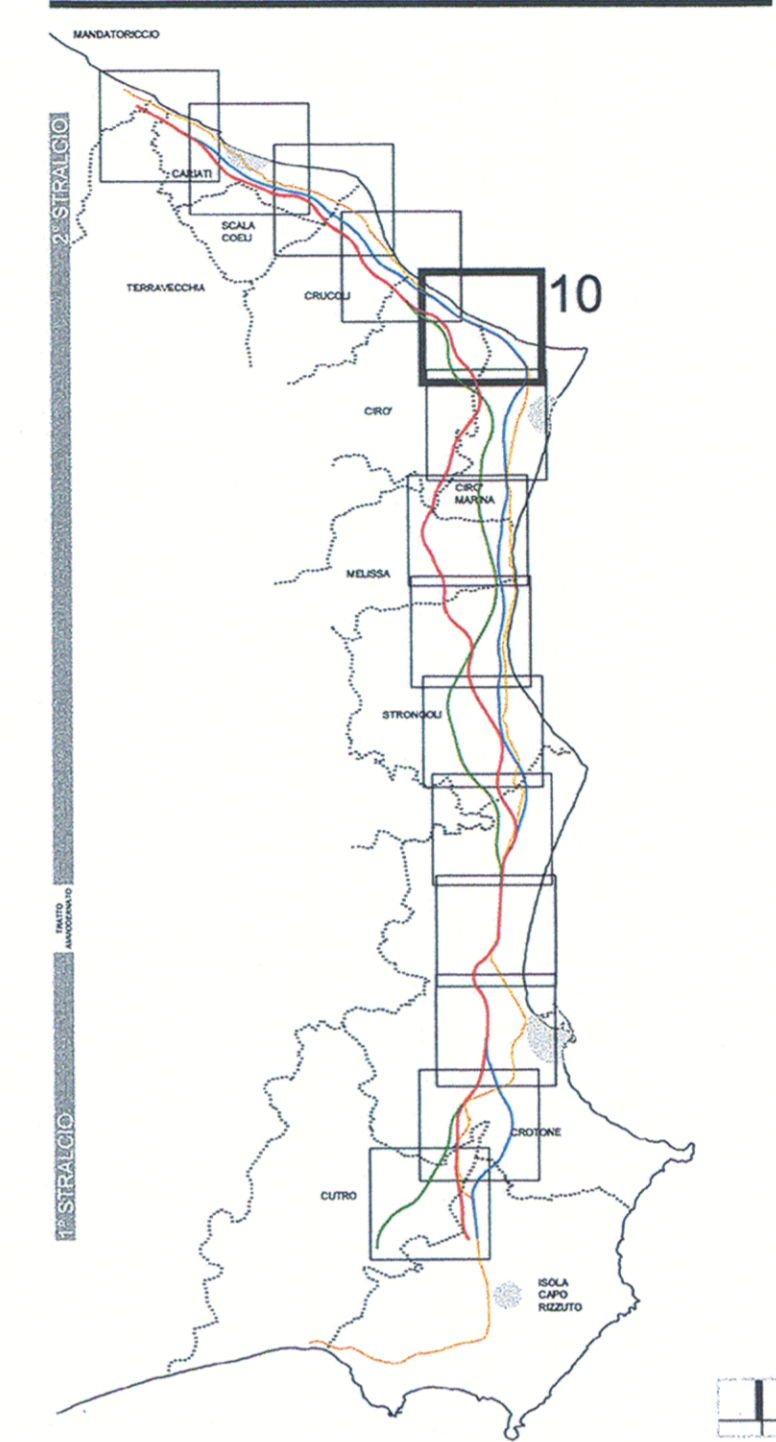 MANDATORICCIO
2° STRALCIO
CARIATI
SCALA
COELI
TERRAVECCHIA
CRUCOLI
10
CIRO'
CIRO'
MARINA
MELISSA
STRONGOLI
TRATTO
AMMODERNATO
1° STRALCIO
CROTONE
CUTRO
ISOLA
CAPO
RIZZUTO